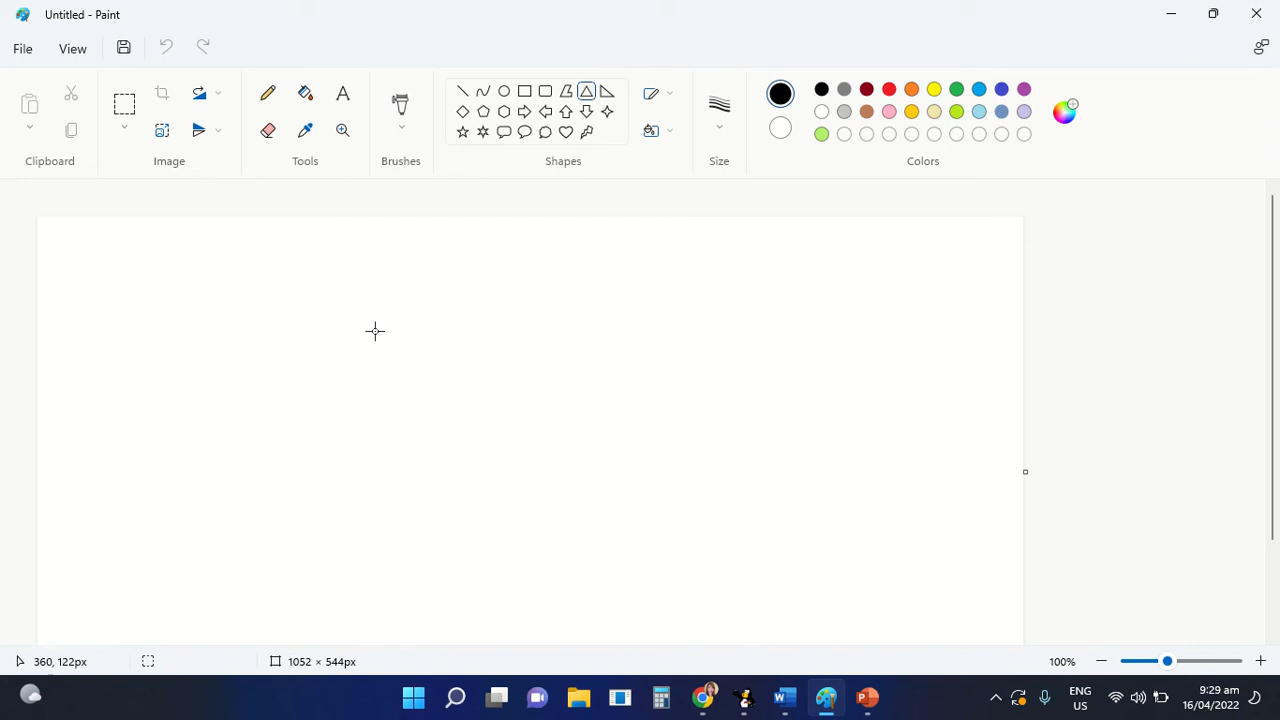 Untitled - Paint
File View
Clipboard Image Tools Brushes Shapes Size Colors
360, 122px 1052 × 544px 100%
ENG
US
9:29 am
16/04/2022